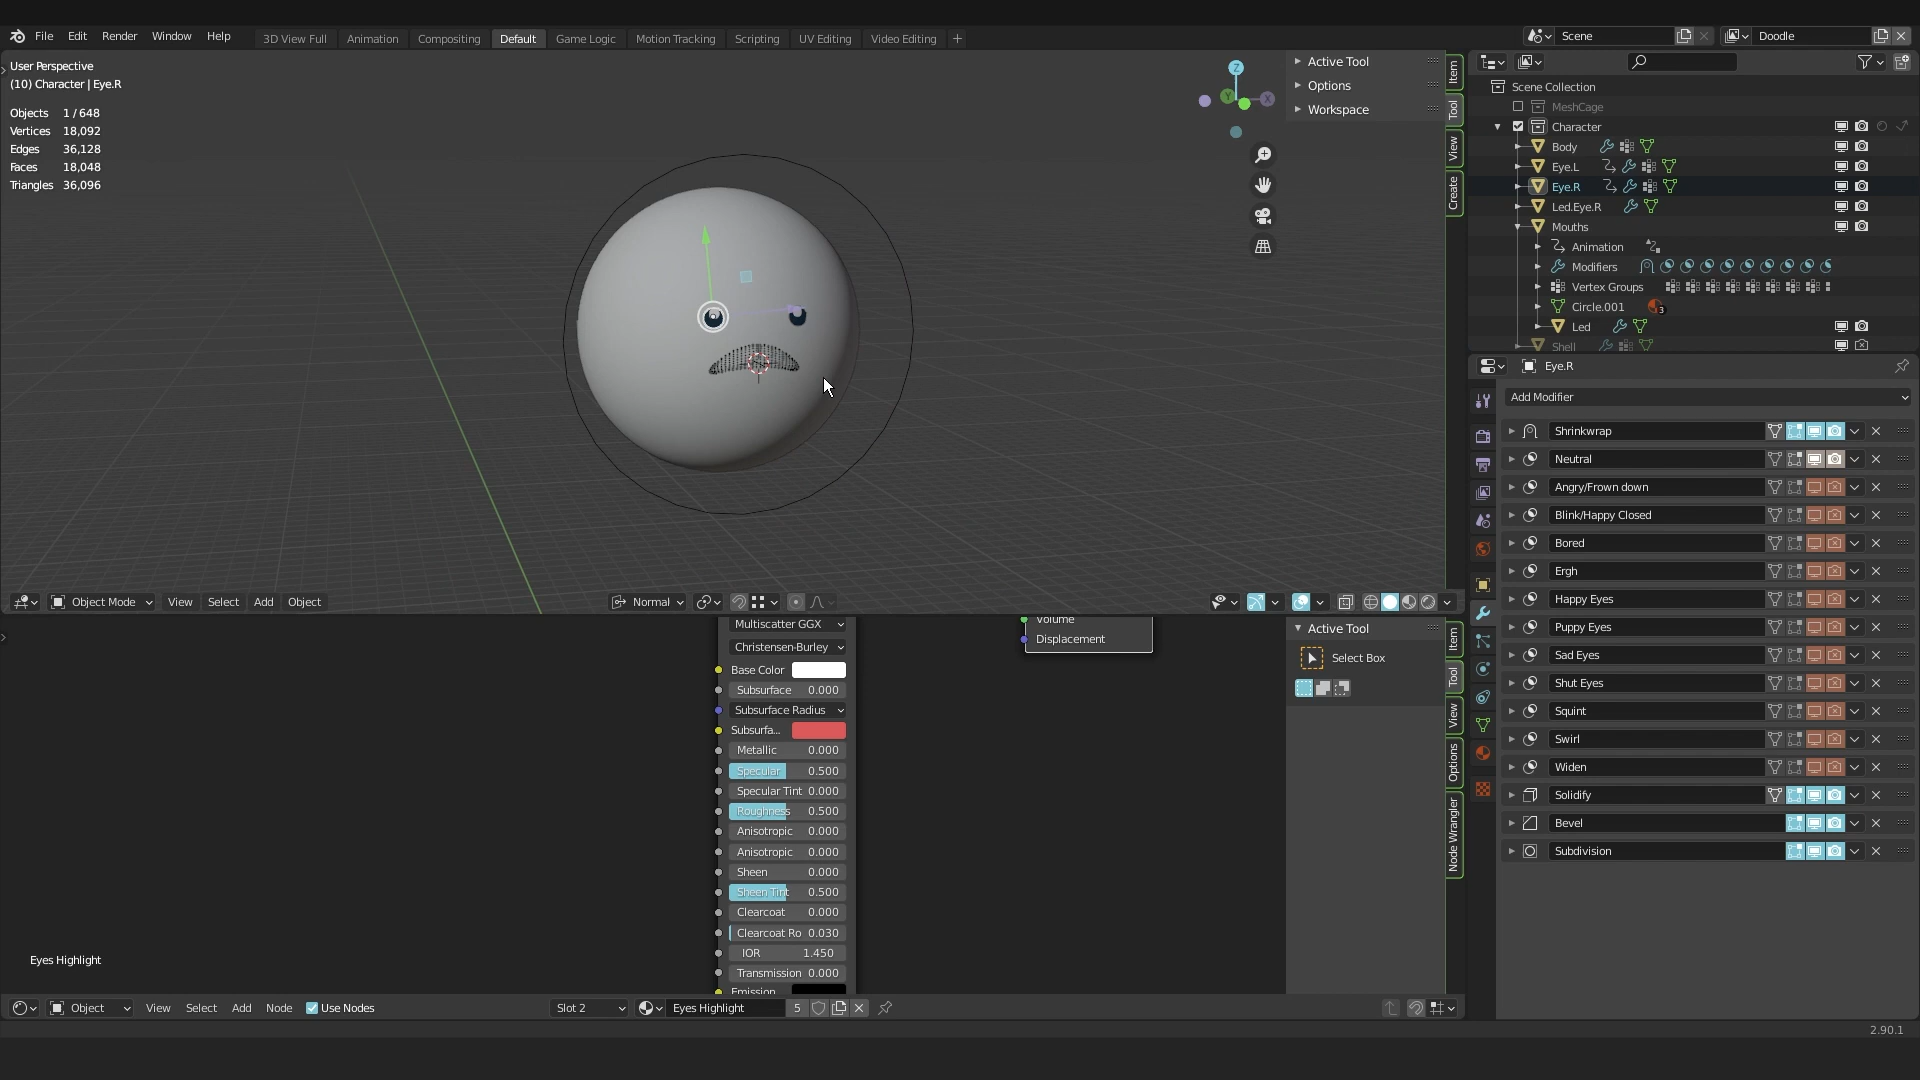 File Edit Render Window Help 3D View Full Animation Compositing Default Game Logic Motion Tracking Scripting UV Editing Video Editing + Scene Doodle
User Perspective
(10) Character | Eye.R
Objects 1 / 648
Vertices 18,092
Edges 36,128
Faces 18,048
Triangles 36,096
Z
Y
X
Active Tool
Options
Workspace
Item
Tool
View
Create
Scene Collection
MeshCage
Character
Body
Eye.L
Eye.R
Led.Eye.R
Mouths
Animation
Modifiers
Vertex Groups
Circle.001 3
Led
Shell
Eye.R
Add Modifier
Shrinkwrap
Neutral
Angry/Frown down
Blink/Happy Closed
Bored
Ergh
Happy Eyes
Puppy Eyes
Sad Eyes
Shut Eyes
Squint
Swirl
Widen
Solidify
Bevel
Subdivision
Object Mode View Select Add Object Normal
Multiscatter GGX
Christensen-Burley
Base Color
Subsurface 0.000
Subsurface Radius
Subsurfa...
Metallic 0.000
Specular 0.500
Specular Tint 0.000
Roughness 0.500
Anisotropic 0.000
Anisotropic 0.000
Sheen 0.000
Sheen Tint 0.500
Clearcoat 0.000
Clearcoat Ro 0.030
IOR 1.450
Transmission 0.000
Emission
Volume
Displacement
Active Tool
Select Box
Item
Tool
View
Options
Node Wrangler
Eyes Highlight
Object View Select Add Node Use Nodes Slot 2 Eyes Highlight 5
2.90.1